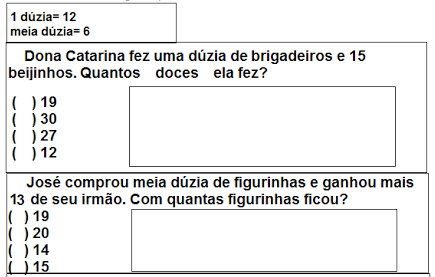 1 dúzia= 12
meia dúzia= 6
Dona Catarina fez uma dúzia de brigadeiros e 15
beijinhos. Quantos doces ela fez?
( ) 19
( ) 30
( ) 27
( ) 12
José comprou meia dúzia de figurinhas e ganhou mais
13 de seu irmão. Com quantas figurinhas ficou?
( ) 19
( ) 20
( ) 14
( ) 15